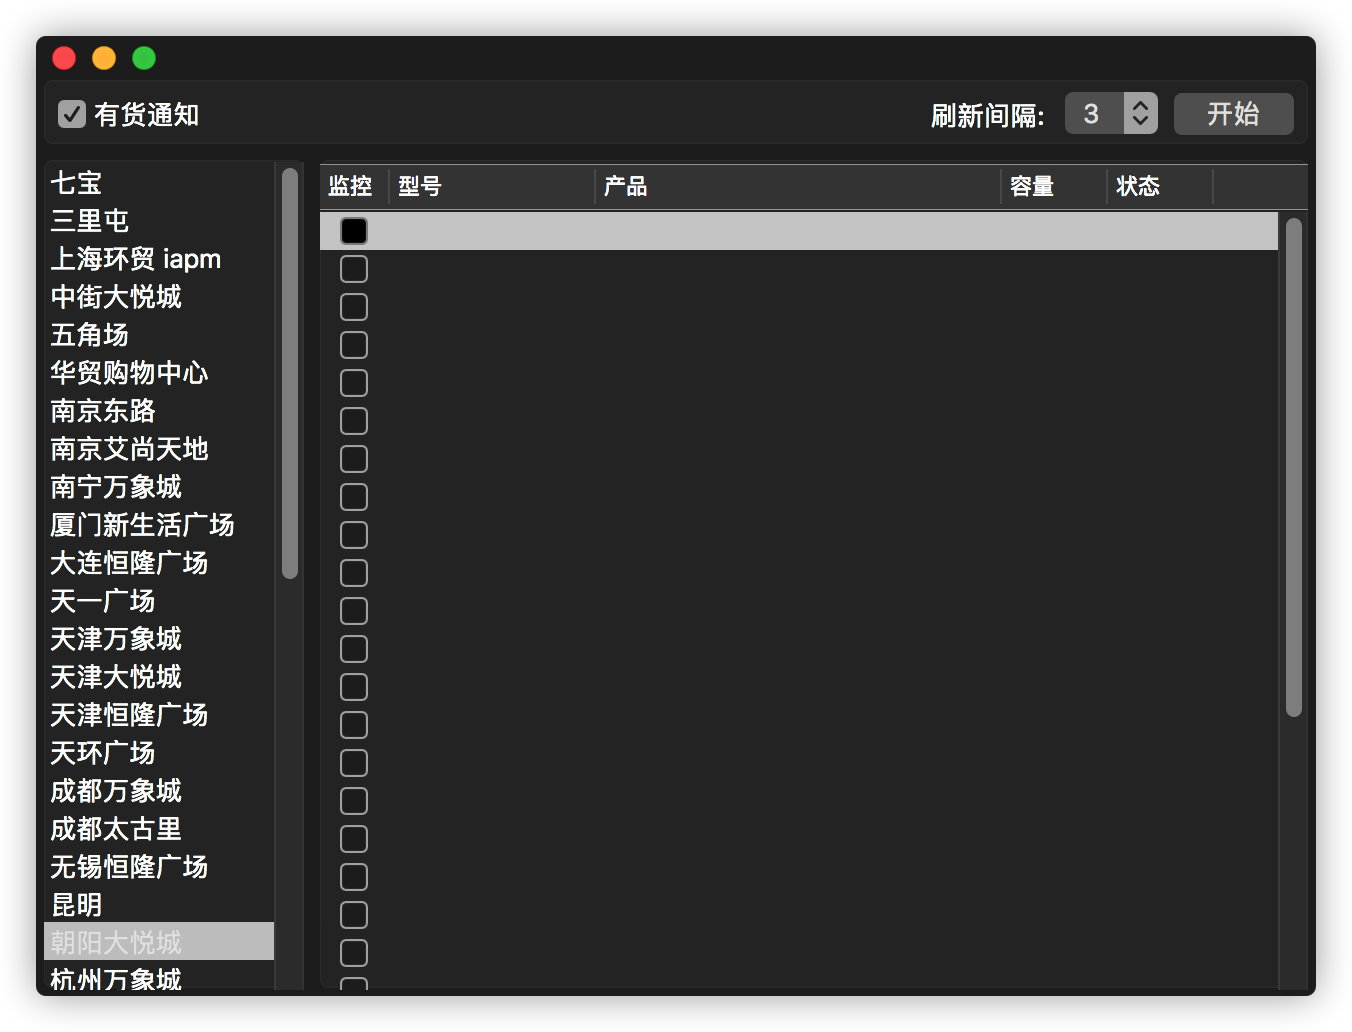 有货通知
刷新间隔: 3 开始
监控 型号 产品 容量 状态
七宝
三里屯
上海环贸 iapm
中街大悦城
五角场
华贸购物中心
南京东路
南京艾尚天地
南宁万象城
厦门新生活广场
大连恒隆广场
天一广场
天津万象城
天津大悦城
天津恒隆广场
天环广场
成都万象城
成都太古里
无锡恒隆广场
昆明
朝阳大悦城
杭州万象城